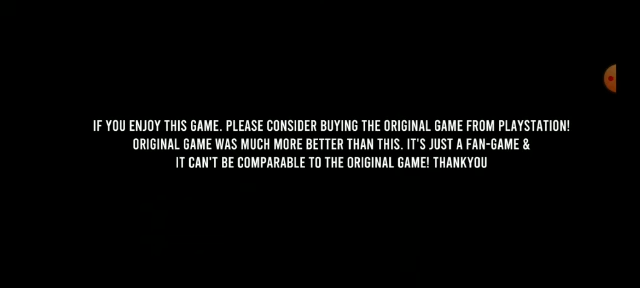 IF YOU ENJOY THIS GAME. PLEASE CONSIDER BUYING THE ORIGINAL GAME FROM PLAYSTATION!
ORIGINAL GAME WAS MUCH MORE BETTER THAN THIS. IT'S JUST A FAN-GAME &
IT CAN'T BE COMPARABLE TO THE ORIGINAL GAME! THANKYOU